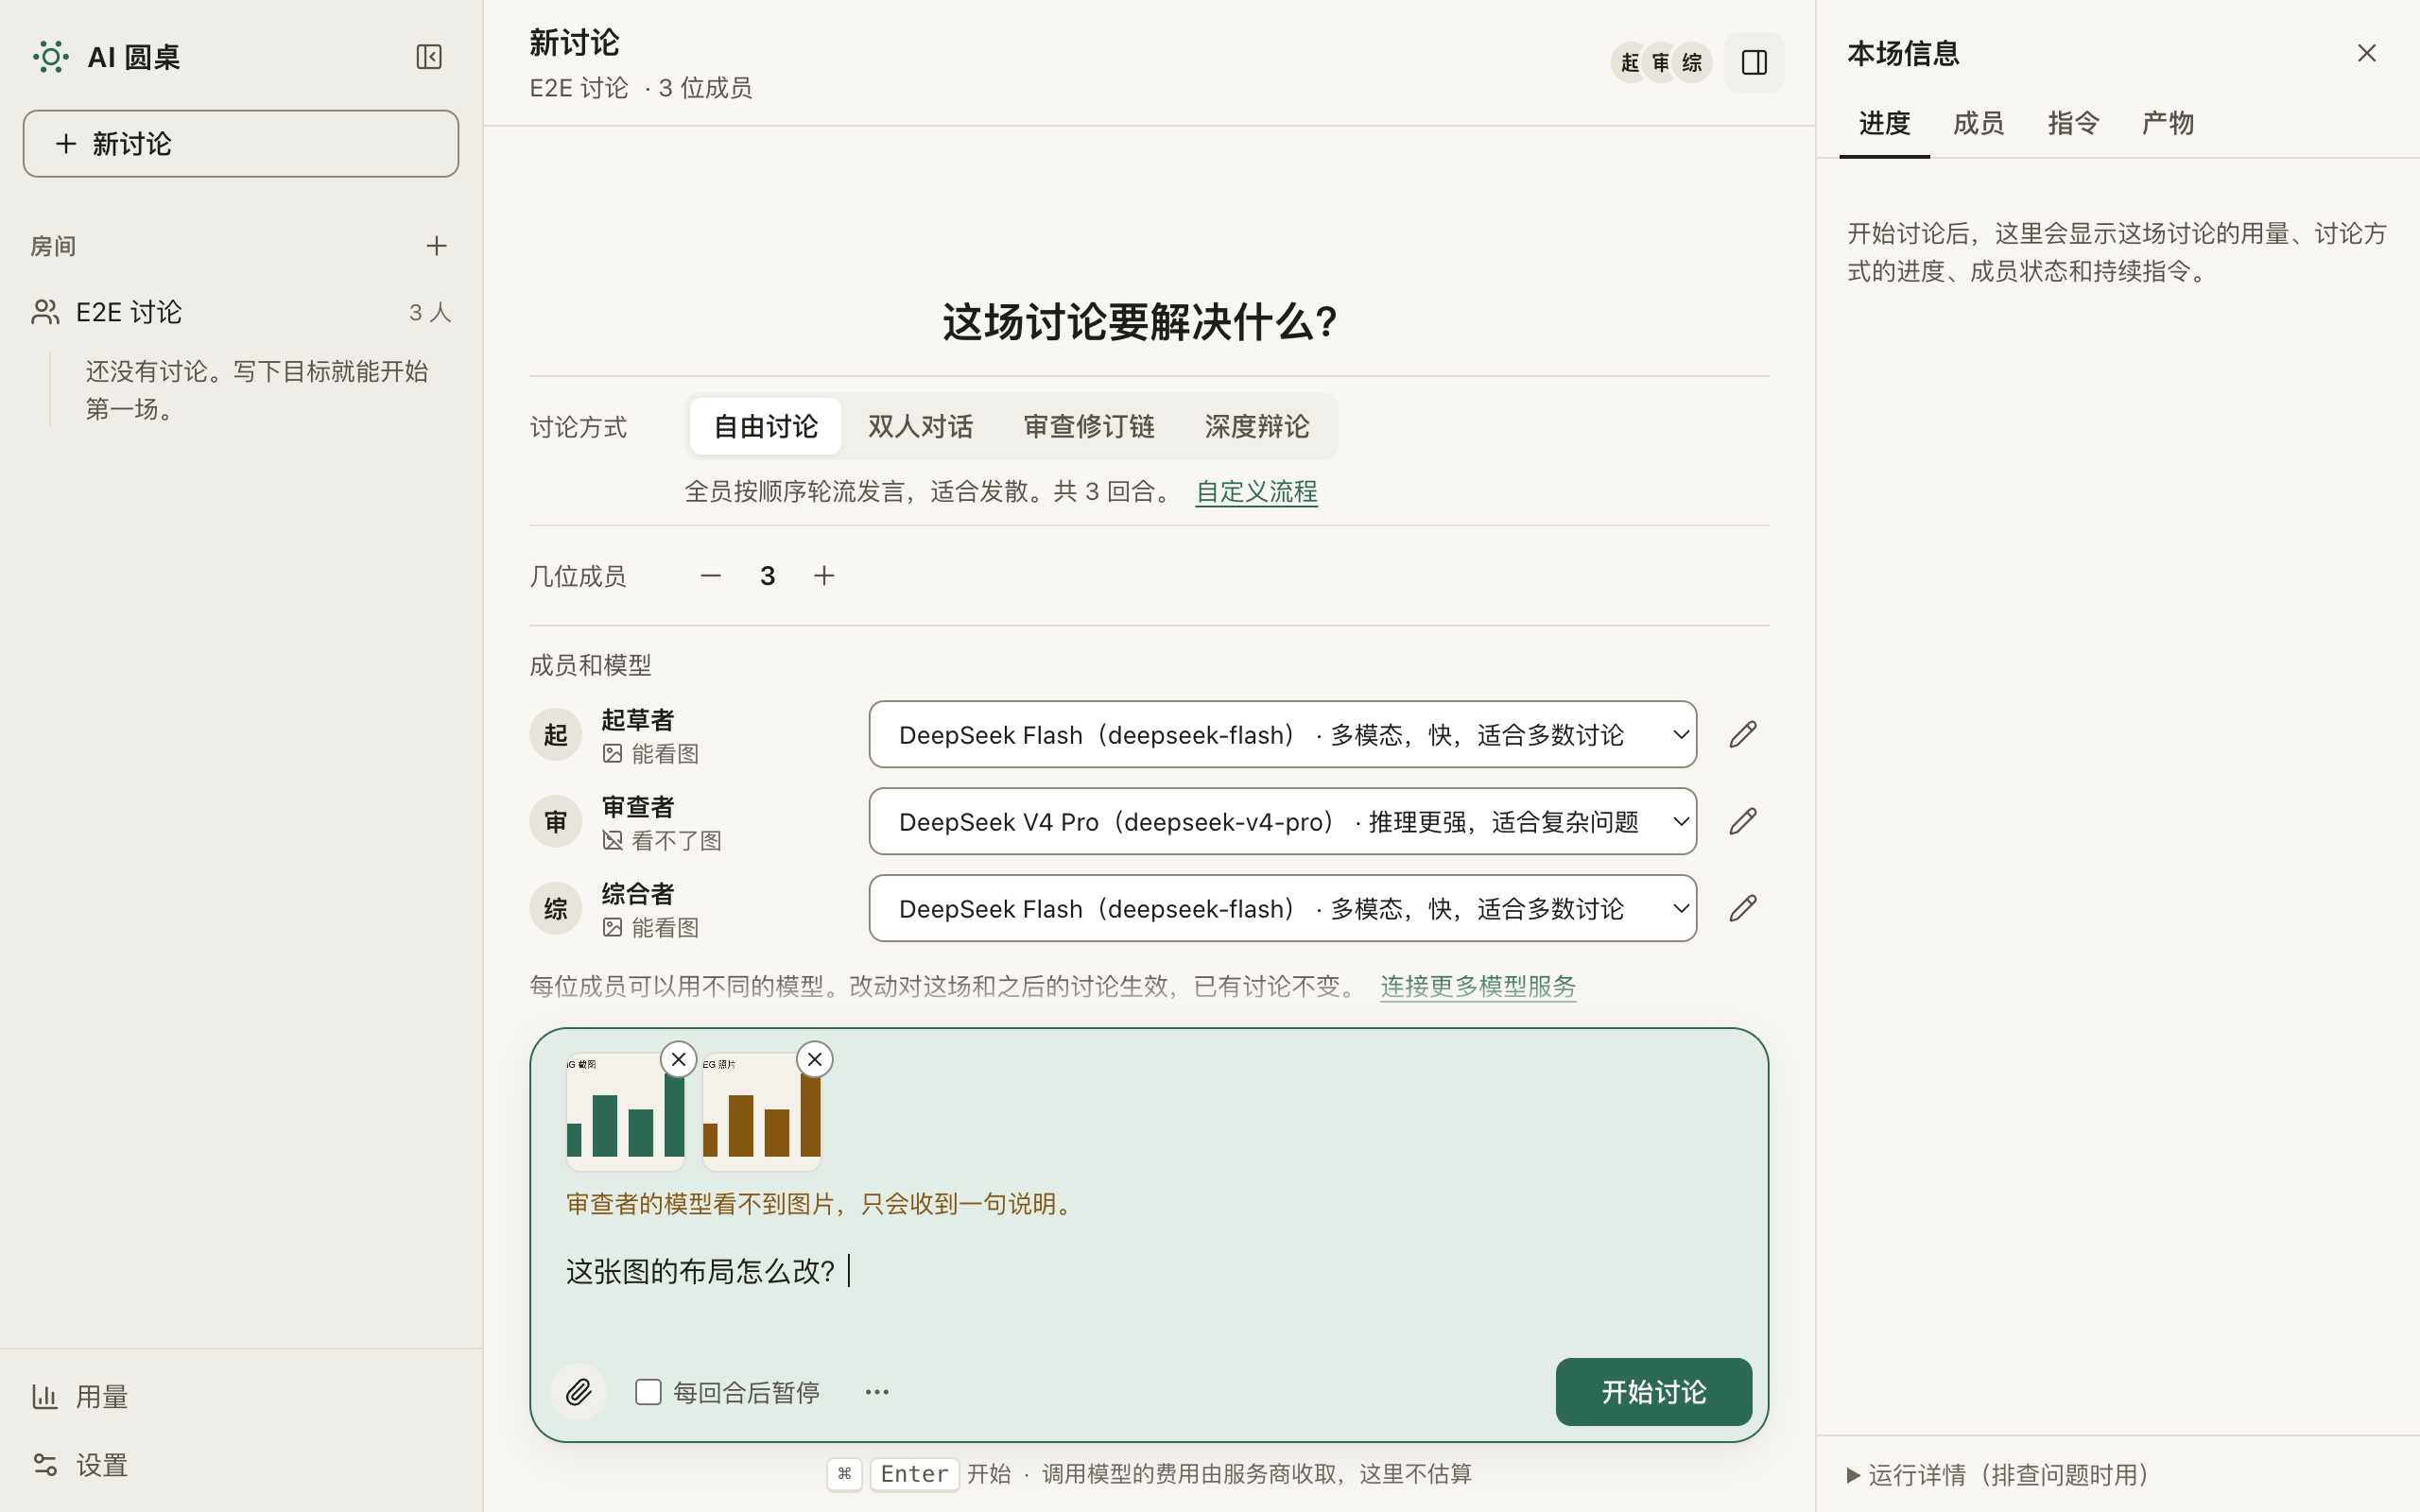 AI 圆桌
新讨论
房间
E2E 讨论
3 人
还没有讨论。写下目标就能开始
第一场。
用量
设置
新讨论
E2E 讨论 · 3 位成员
起 审 综
这场讨论要解决什么?
讨论方式
自由讨论 双人对话 审查修订链 深度辩论
全员按顺序轮流发言，适合发散。共 3 回合。 自定义流程
几位成员
3
成员和模型
起
起草者
能看图
DeepSeek Flash（deepseek-flash） · 多模态，快，适合多数讨论
审
审查者
看不了图
DeepSeek V4 Pro（deepseek-v4-pro） · 推理更强，适合复杂问题
综
综合者
能看图
DeepSeek Flash（deepseek-flash） · 多模态，快，适合多数讨论
每位成员可以用不同的模型。改动对这场和之后的讨论生效，已有讨论不变。 连接更多模型服务
G 截图
EG 照片
审查者的模型看不到图片，只会收到一句说明。
这张图的布局怎么改?
每回合后暂停
开始讨论
⌘ Enter 开始 · 调用模型的费用由服务商收取，这里不估算
本场信息
进度 成员 指令 产物
开始讨论后，这里会显示这场讨论的用量、讨论方
式的进度、成员状态和持续指令。
运行详情（排查问题时用）